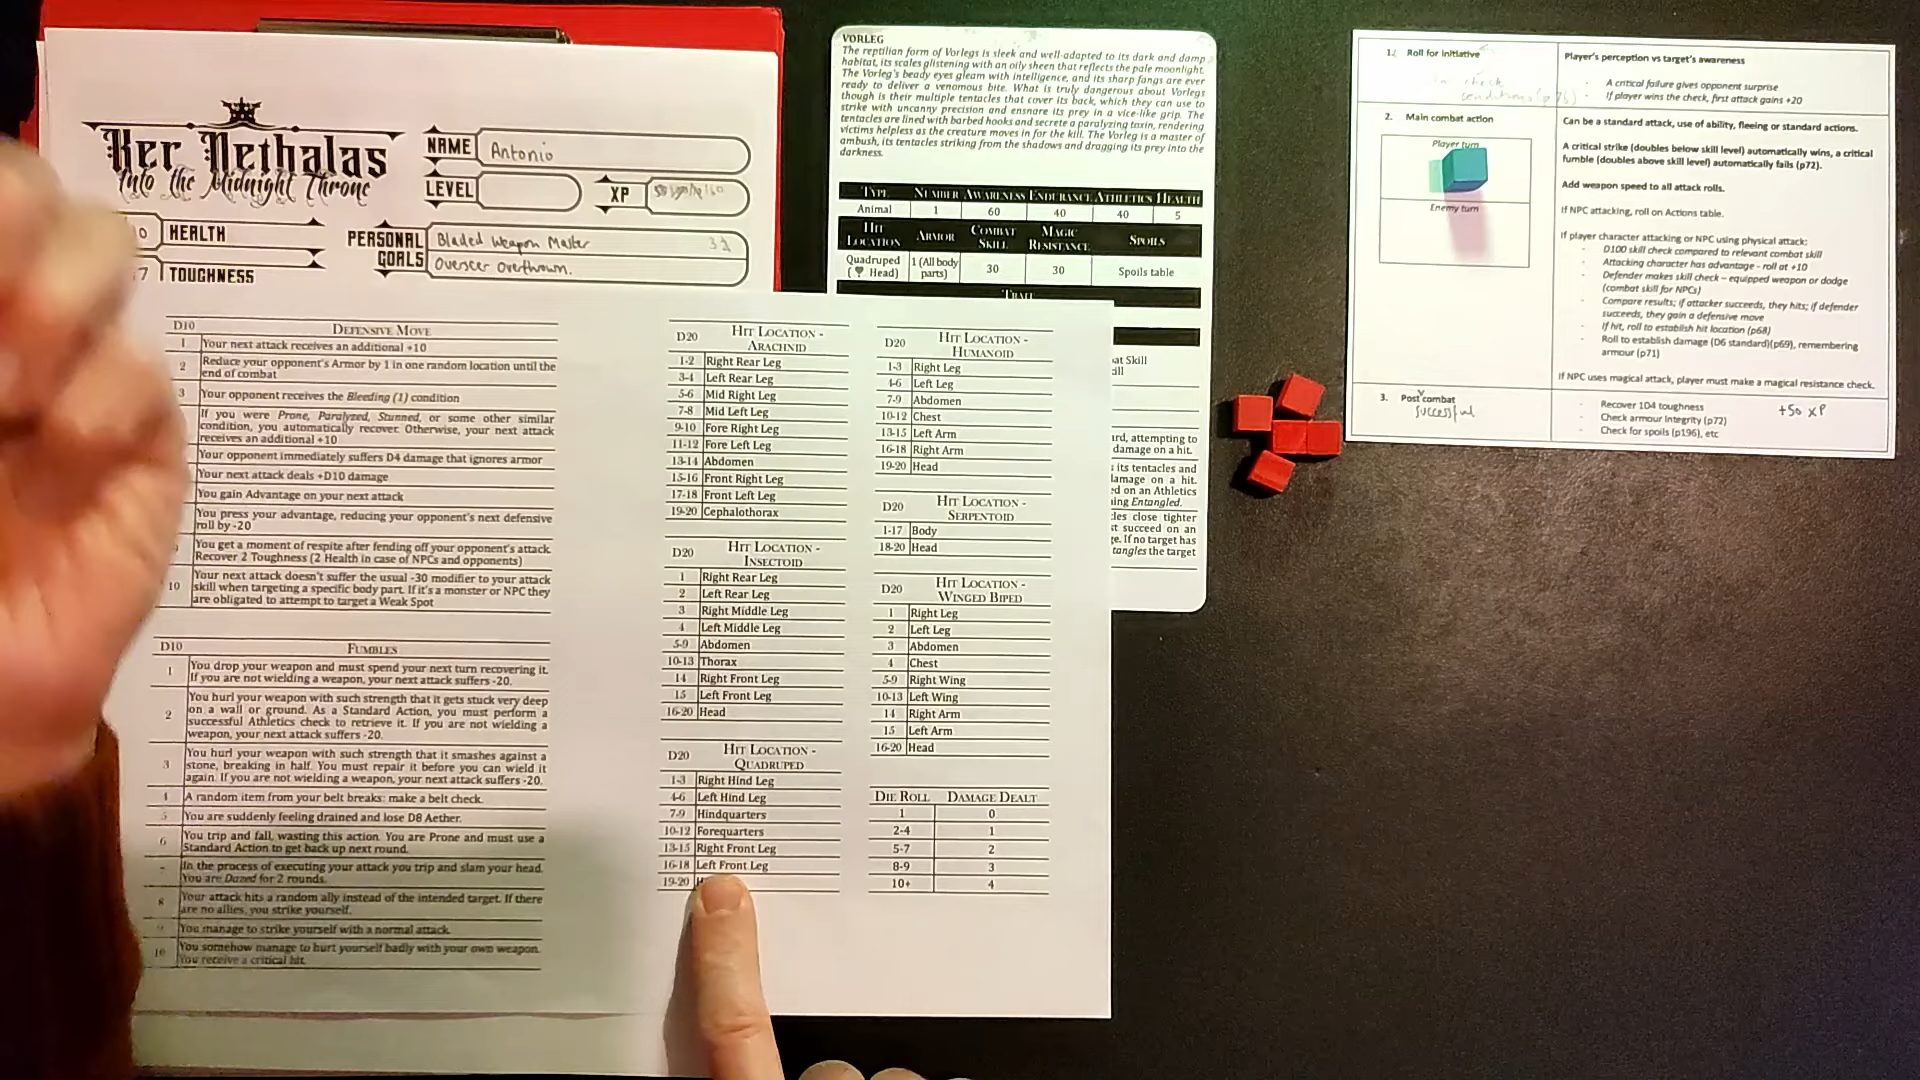 Ker Nethalas
Into the Midnight Throne
NAME Antonio
LEVEL
XP
HEALTH
7 TOUGHNESS
PERSONAL GOALS
Bladed Weapon Master
Overseer Overthrown.
D10 DEFENSIVE MOVE
1 Your next attack receives an additional +10
2 Reduce your opponent's Armor by 1 in one random location until the
end of combat
3 Your opponent receives the Bleeding (1) condition
If you were Prone, Paralyzed, Stunned, or some other similar
condition, you automatically recover. Otherwise, your next attack
receives an additional +10
Your opponent immediately suffers D4 damage that ignores armor
Your next attack deals +D10 damage
You gain Advantage on your next attack
You press your advantage, reducing your opponent's next defensive
roll by -20
You get a moment of respite after fending off your opponent's attack.
Recover 2 Toughness (2 Health in case of NPCs and opponents)
10 Your next attack doesn't suffer the usual -30 modifier to your attack
skill when targeting a specific body part. If it's a monster or NPC they
are obligated to attempt to target a Weak Spot
D10 FUMBLES
1 You drop your weapon and must spend your next turn recovering it.
If you are not wielding a weapon, your next attack suffers -20.
2 You hurl your weapon with such strength that it gets stuck very deep
on a wall or ground. As a Standard Action, you must perform a
successful Athletics check to retrieve it. If you are not wielding a
weapon, your next attack suffers -20.
3 You hurl your weapon with such strength that it smashes against a
stone, breaking in half. You must repair it before you can wield it
again. If you are not wielding a weapon, your next attack suffers -20.
4 A random item from your belt breaks: make a belt check.
5 You are suddenly feeling drained and lose D8 Aether.
6 You trip and fall, wasting this action. You are Prone and must use a
Standard Action to get back up next round.
7 In the process of executing your attack you trip and slam your head.
You are Dazed for 2 rounds.
8 Your attack hits a random ally instead of the intended target. If there
are no allies, you strike yourself.
9 You manage to strike yourself with a normal attack.
10 You somehow manage to hurt yourself badly with your own weapon.
You receive a critical hit.
D20 HIT LOCATION - ARACHNID
1-2 Right Rear Leg
3-4 Left Rear Leg
5-6 Mid Right Leg
7-8 Mid Left Leg
9-10 Fore Right Leg
11-12 Fore Left Leg
13-14 Abdomen
15-16 Front Right Leg
17-18 Front Left Leg
19-20 Cephalothorax
D20 HIT LOCATION - INSECTOID
1 Right Rear Leg
2 Left Rear Leg
3 Right Middle Leg
4 Left Middle Leg
5-9 Abdomen
10-13 Thorax
14 Right Front Leg
15 Left Front Leg
16-20 Head
D20 HIT LOCATION - QUADRUPED
1-3 Right Hind Leg
4-6 Left Hind Leg
7-9 Hindquarters
10-12 Forequarters
13-15 Right Front Leg
16-18 Left Front Leg
19-20
D20 HIT LOCATION - HUMANOID
1-3 Right Leg
4-6 Left Leg
7-9 Abdomen
10-12 Chest
13-15 Left Arm
16-18 Right Arm
19-20 Head
D20 HIT LOCATION - SERPENTOID
1-17 Body
18-20 Head
D20 HIT LOCATION - WINGED BIPED
1 Right Leg
2 Left Leg
3 Abdomen
4 Chest
5-9 Right Wing
10-13 Left Wing
14 Right Arm
15 Left Arm
16-20 Head
DIE ROLL DAMAGE DEALT
1 0
2-4 1
5-7 2
8-9 3
10+ 4
VORLEG
The reptilian form of Vorlegs is sleek and well-adapted to its dark and damp
habitat, its scales glistening with an oily sheen that reflects the pale moonlight.
The Vorleg's beady eyes gleam with intelligence, and its sharp fangs are ever
ready to deliver a venomous bite. What is truly dangerous about Vorlegs
though is their multiple tentacles that cover its back, which they can use to
strike with uncanny precision and ensnare its prey in a vice-like grip. The
tentacles are lined with barbed hooks and secrete a paralyzing toxin, rendering
victims helpless as the creature moves in for the kill. The Vorleg is a master of
ambush, its tentacles striking from the shadows and dragging its prey into the
darkness.
TYPE NUMBER AWARENESS ENDURANCE ATHLETICS HEALTH
Animal 1 60 40 40 5
HIT LOCATION ARMOR COMBAT SKILL MAGIC RESISTANCE SPOILS
Quadruped (♥ Head) 1 (All body parts) 30 30 Spoils table
TRAIT
at Skill
ill
rd, attempting to
damage on a hit.
its tentacles and
damage on a hit.
ed on an Athletics
ing Entangled.
les close tighter
st succeed on an
e. If no target has
tangles the target
1. Roll for initiative
Player's perception vs target's awareness
- A critical failure gives opponent surprise
- If player wins the check, first attack gains +20
2. Main combat action
Player turn
Enemy turn
Can be a standard attack, use of ability, fleeing or standard actions.
A critical strike (doubles below skill level) automatically wins, a critical
fumble (doubles above skill level) automatically fails (p72).
Add weapon speed to all attack rolls.
If NPC attacking, roll on Actions table.
If player character attacking or NPC using physical attack:
- D100 skill check compared to relevant combat skill
- Attacking character has advantage - roll at +10
- Defender makes skill check – equipped weapon or dodge
(combat skill for NPCs)
- Compare results; if attacker succeeds, they hits; if defender
succeeds, they gain a defensive move
- If hit, roll to establish hit location (p68)
- Roll to establish damage (D6 standard)(p69), remembering
armour (p71)
If NPC uses magical attack, player must make a magical resistance check.
3. Post combat
successful
- Recover 1D4 toughness
- Check armour integrity (p72)
- Check for spoils (p196), etc
+50 XP